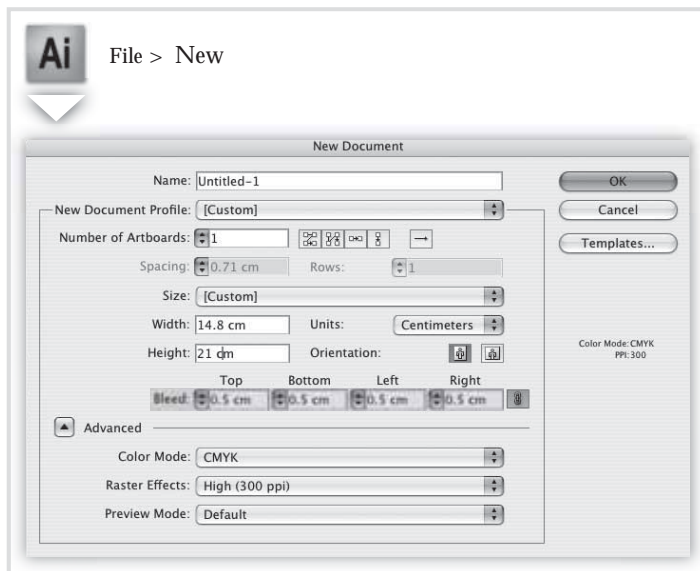 Ai
File > New
New Document
Name: Untitled-1
OK
New Document Profile: [Custom]
Cancel
Number of Artboards: 1
Templates...
Spacing: 0.71 cm Rows: 1
Size: [Custom]
Width: 14.8 cm Units: Centimeters
Height: 21 cm Orientation:
Color Mode: CMYK
PPI: 300
Top Bottom Left Right
Bleed: 0.5 cm 0.5 cm 0.5 cm 0.5 cm
Advanced
Color Mode: CMYK
Raster Effects: High (300 ppi)
Preview Mode: Default